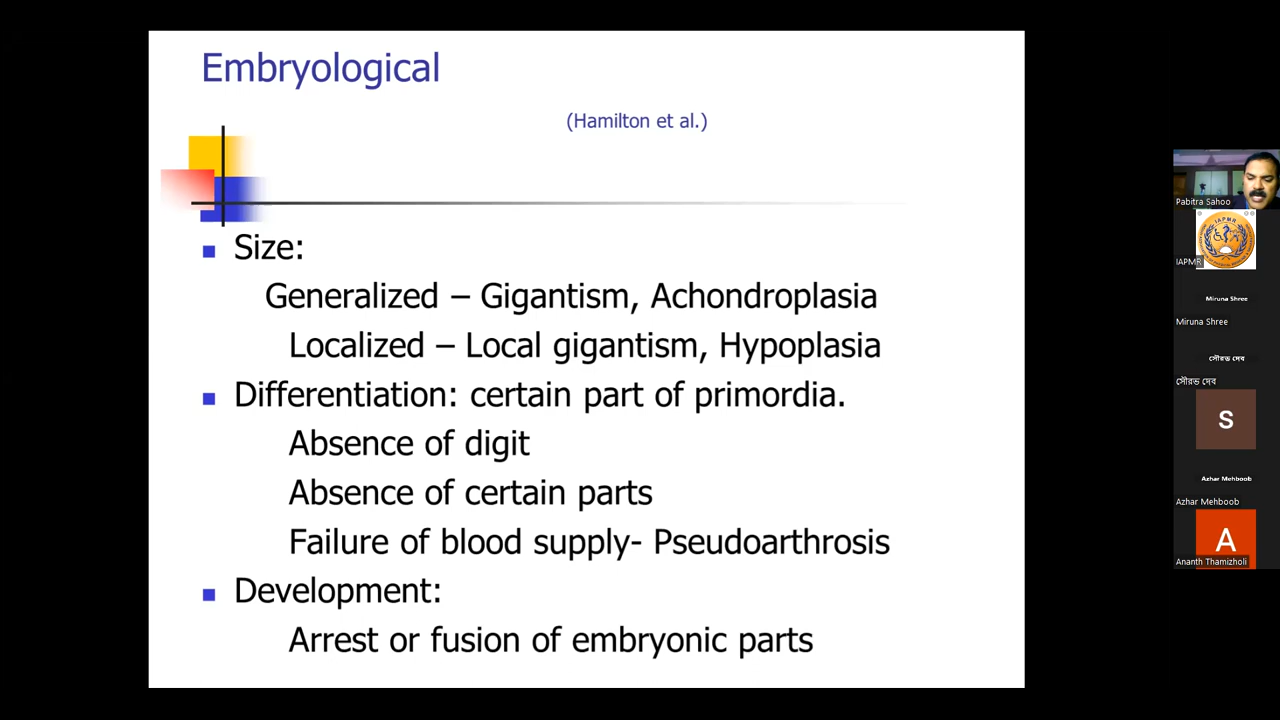 Embryological
(Hamilton et al.)
Size:
Generalized – Gigantism, Achondroplasia
Localized – Local gigantism, Hypoplasia
Differentiation: certain part of primordia.
Absence of digit
Absence of certain parts
Failure of blood supply- Pseudoarthrosis
Development:
Arrest or fusion of embryonic parts
Pabitra Sahoo
IAPMR
IAPMR
Miruna Shree
Miruna Shree
সৌরভ দেব
সৌরভ দেব
S
Azhar Mehboob
Azhar Mehboob
A
Ananth Thamizholi